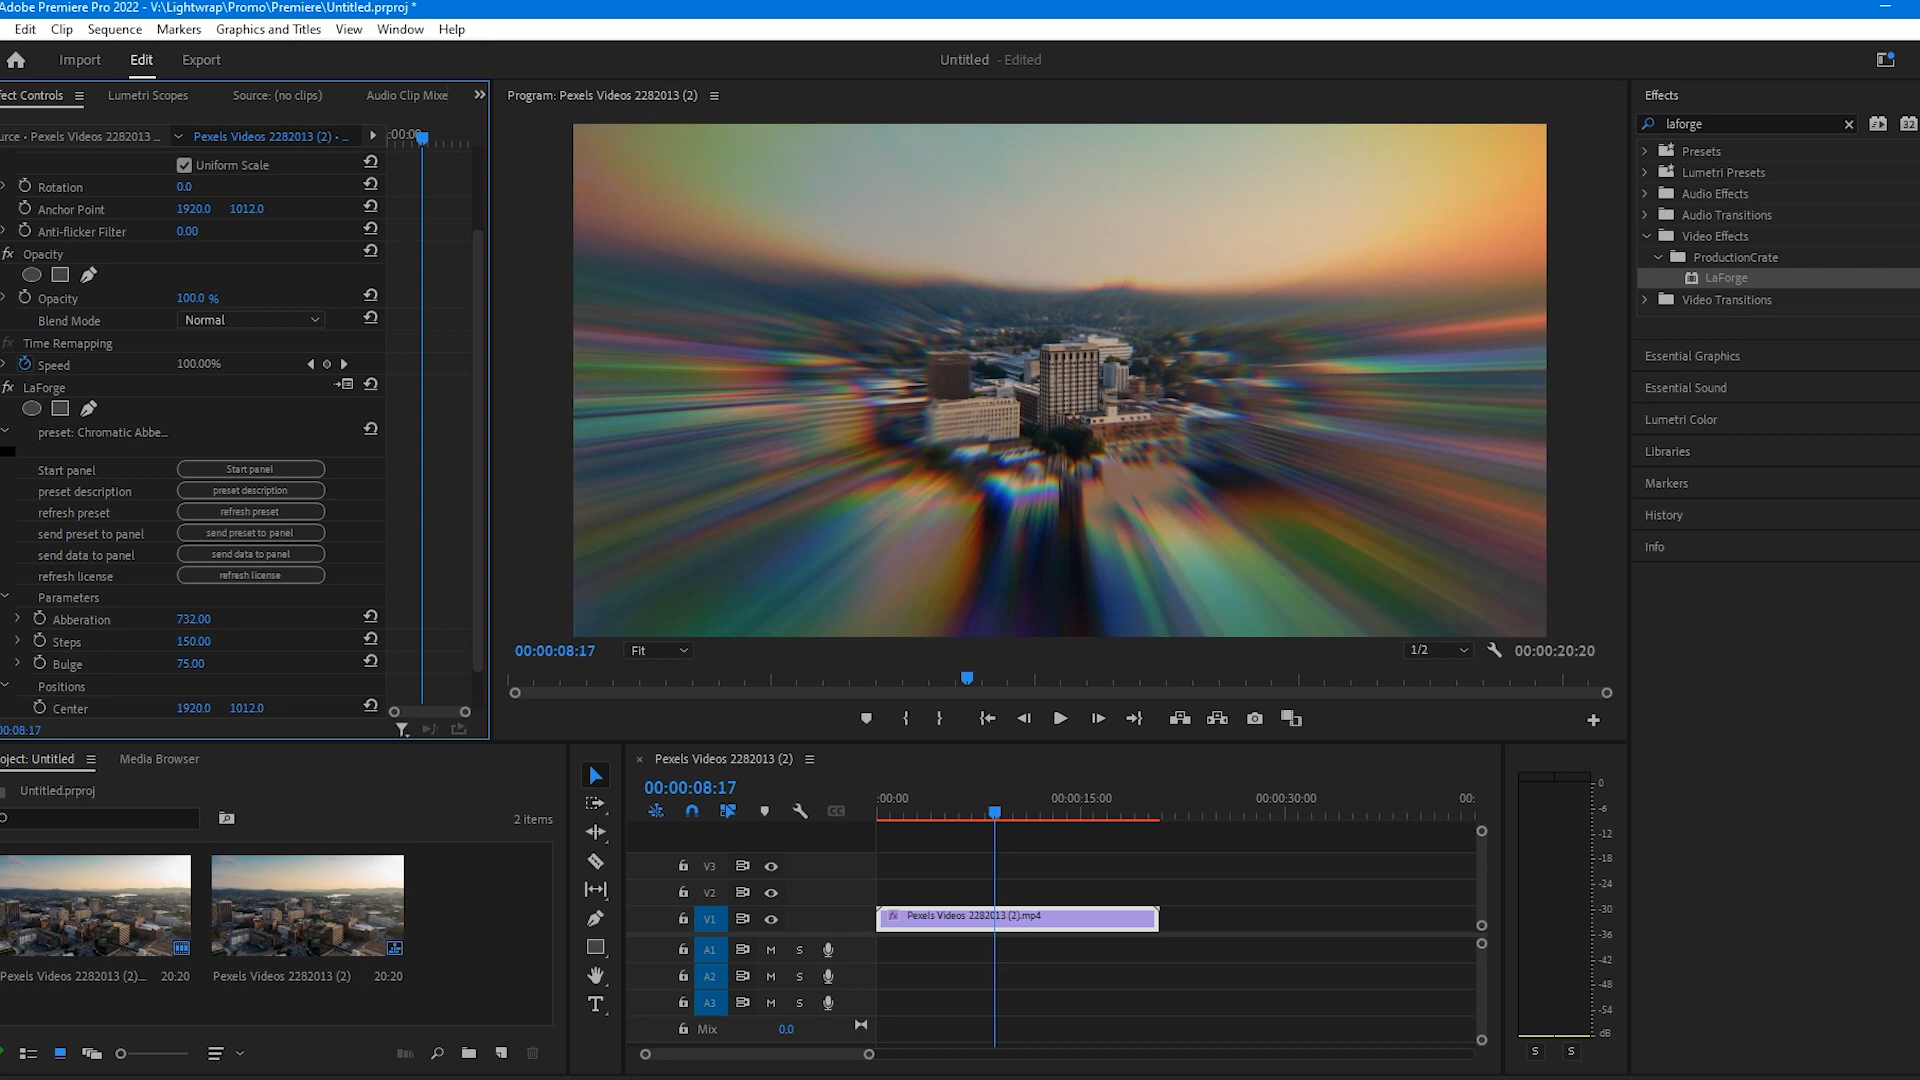 Adobe Premiere Pro 2022 - V:\Lightwrap\Promo\Premiere\Untitled.prproj *
Edit Clip Sequence Markers Graphics and Titles View Window Help
Import Edit Export
Untitled - Edited
fect Controls Lumetri Scopes Source: (no clips) Audio Clip Mixe
urce • Pexels Videos 2282013 ... Pexels Videos 2282013 (2) • ...
:00:00
Uniform Scale
Rotation 0.0
Anchor Point 1920.0 1012.0
Anti-flicker Filter 0.00
fx Opacity
Opacity 100.0 %
Blend Mode Normal
fx Time Remapping
Speed 100.00%
fx LaForge
preset: Chromatic Abbe...
Start panel Start panel
preset description preset description
refresh preset refresh preset
send preset to panel send preset to panel
send data to panel send data to panel
refresh license refresh license
Parameters
Abberation 732.00
Steps 150.00
Bulge 75.00
Positions
Center 1920.0 1012.0
00:08:17
Program: Pexels Videos 2282013 (2)
00:00:08:17 Fit 1/2 00:00:20:20
Effects
laforge
32
Presets
Lumetri Presets
Audio Effects
Audio Transitions
Video Effects
ProductionCrate
LaForge
Video Transitions
Essential Graphics
Essential Sound
Lumetri Color
Libraries
Markers
History
Info
oject: Untitled Media Browser
Untitled.prproj
2 items
Pexels Videos 2282013 (2)... 20:20
Pexels Videos 2282013 (2) 20:20
× Pexels Videos 2282013 (2)
00:00:08:17
CC
:00:00 00:00:15:00 00:00:30:00 00:
V3
V2
V1 fx Pexels Videos 2282013 (2).mp4
A1 M S
A2 M S
A3 M S
Mix 0.0
T
0
-6
-12
-18
-24
-30
-36
-42
-48
-54
dB
S S